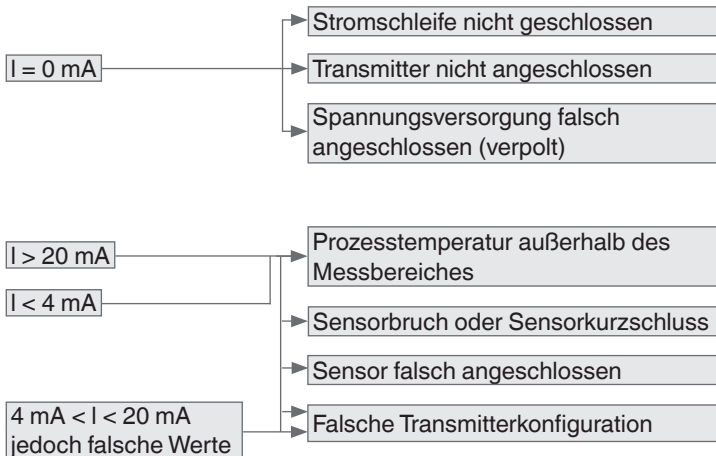 Stromschleife nicht geschlossen
I = 0 mA
Transmitter nicht angeschlossen
Spannungsversorgung falsch
angeschlossen (verpolt)
I > 20 mA
Prozesstemperatur außerhalb des
Messbereiches
I < 4 mA
Sensorbruch oder Sensorkurzschluss
Sensor falsch angeschlossen
4 mA < I < 20 mA
jedoch falsche Werte
Falsche Transmitterkonfiguration